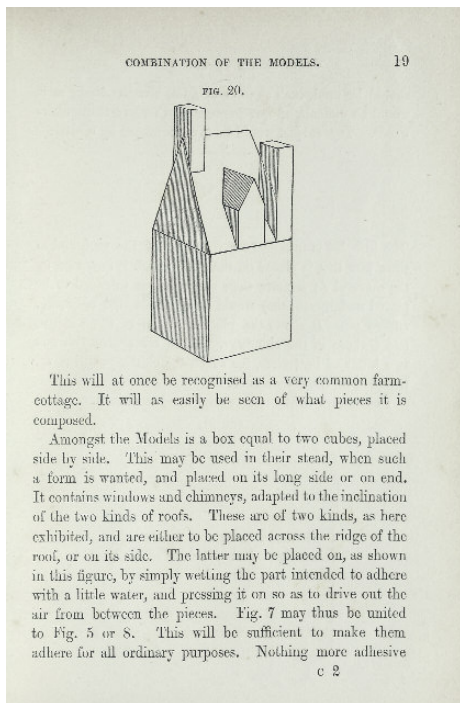 COMBINATION OF THE MODELS. 19
FIG. 20.
This will at once be recognised as a very common farm-
cottage. It will as easily be seen of what pieces it is
composed.
Amongst the Models is a box equal to two cubes, placed
side by side. This may be used in their stead, when such
a form is wanted, and placed on its long side or on end.
It contains windows and chimneys, adapted to the inclination
of the two kinds of roofs. These are of two kinds, as here
exhibited, and are either to be placed across the ridge of the
roof, or on its side. The latter may be placed on, as shown
in this figure, by simply wetting the part intended to adhere
with a little water, and pressing it on so as to drive out the
air from between the pieces. Fig. 7 may thus be united
to Fig. 5 or 8. This will be sufficient to make them
adhere for all ordinary purposes. Nothing more adhesive
C 2